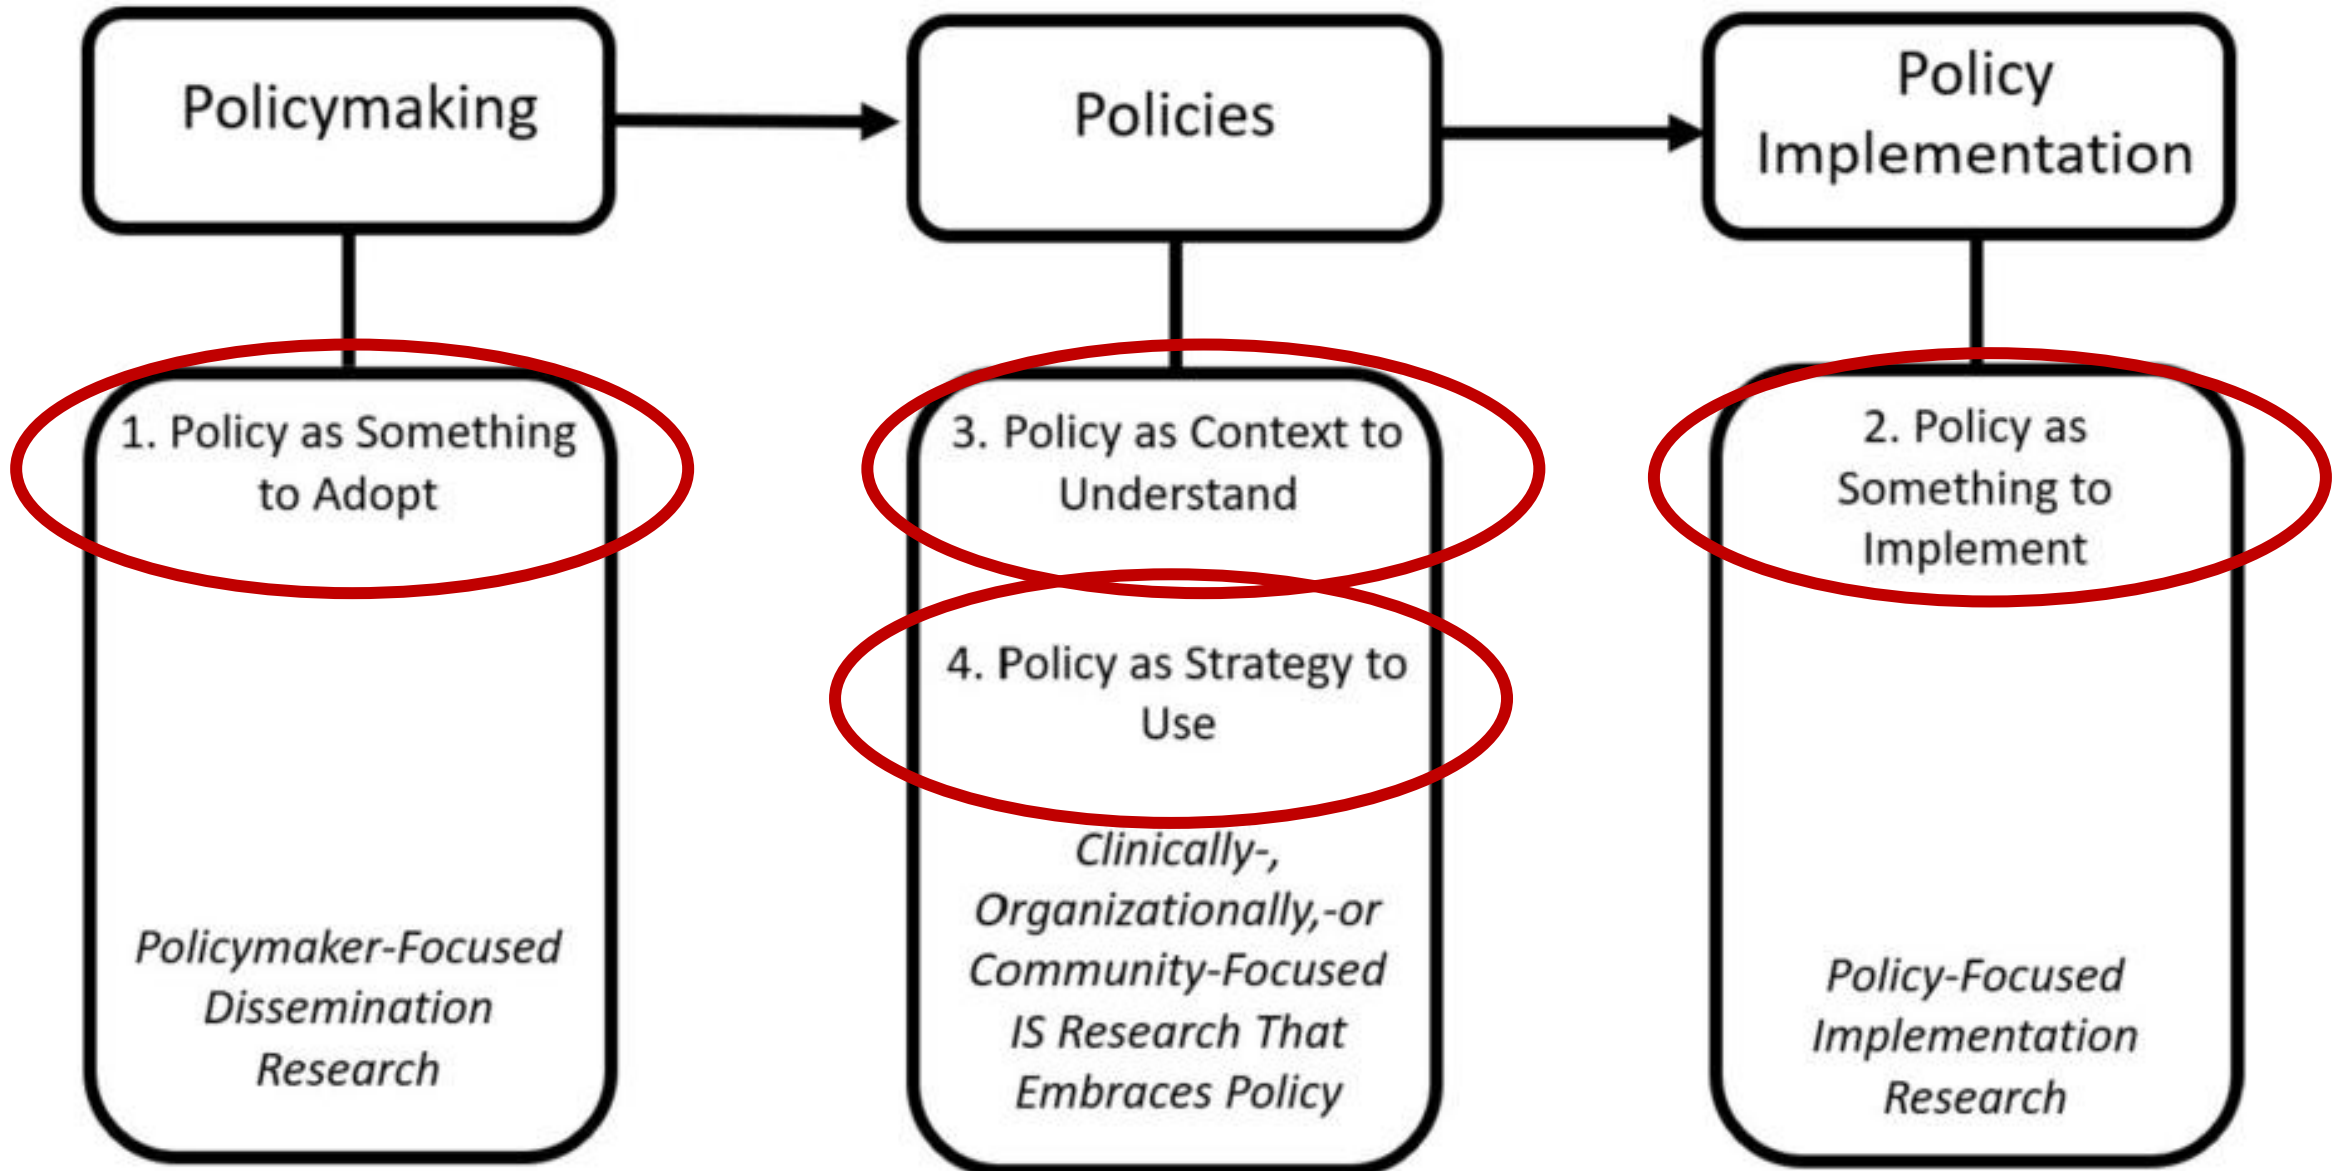 Policymaking
Policies
Policy
Implementation
1. Policy as Something
to Adopt
Policymaker-Focused
Dissemination
Research
3. Policy as Context to
Understand
4. Policy as Strategy to
Use
Clinically-,
Organizationally,-or
Community-Focused
IS Research That
Embraces Policy
2. Policy as
Something to
Implement
Policy-Focused
Implementation
Research